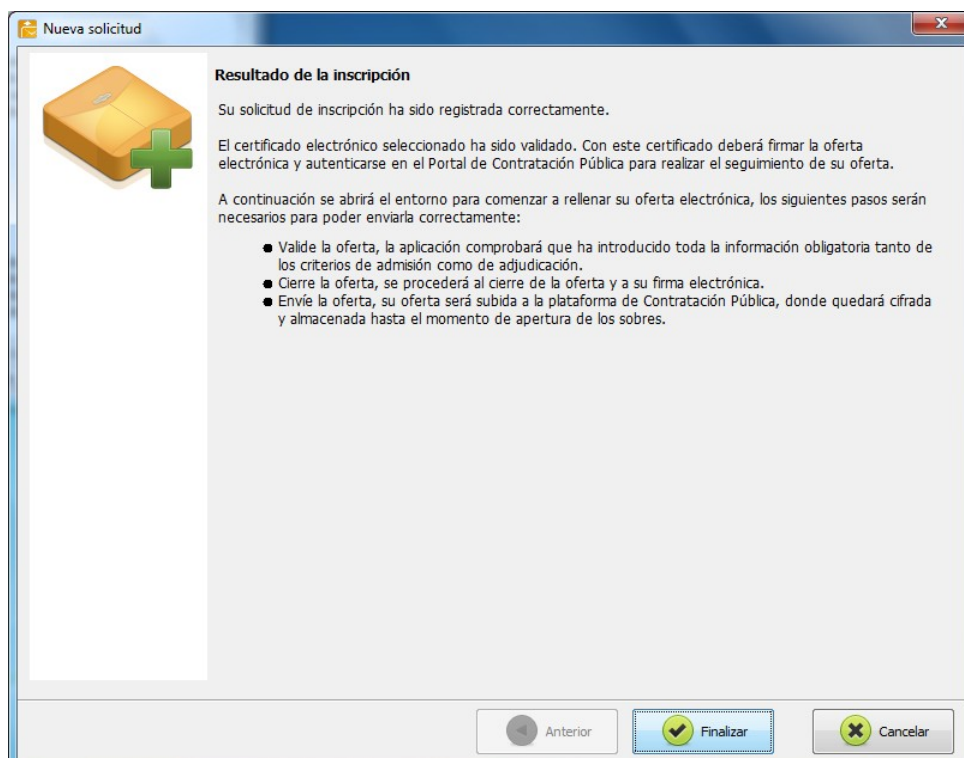 Nueva solicitud
Resultado de la inscripción
Su solicitud de inscripción ha sido registrada correctamente.
El certificado electrónico seleccionado ha sido validado. Con este certificado deberá firmar la oferta
electrónica y autenticarse en el Portal de Contratación Pública para realizar el seguimiento de su oferta.
A continuación se abrirá el entorno para comenzar a rellenar su oferta electrónica, los siguientes pasos serán
necesarios para poder enviarla correctamente:
● Valide la oferta, la aplicación comprobará que ha introducido toda la información obligatoria tanto de
los criterios de admisión como de adjudicación.
● Cierre la oferta, se procederá al cierre de la oferta y a su firma electrónica.
● Envíe la oferta, su oferta será subida a la plataforma de Contratación Pública, donde quedará cifrada
y almacenada hasta el momento de apertura de los sobres.
Anterior Finalizar Cancelar